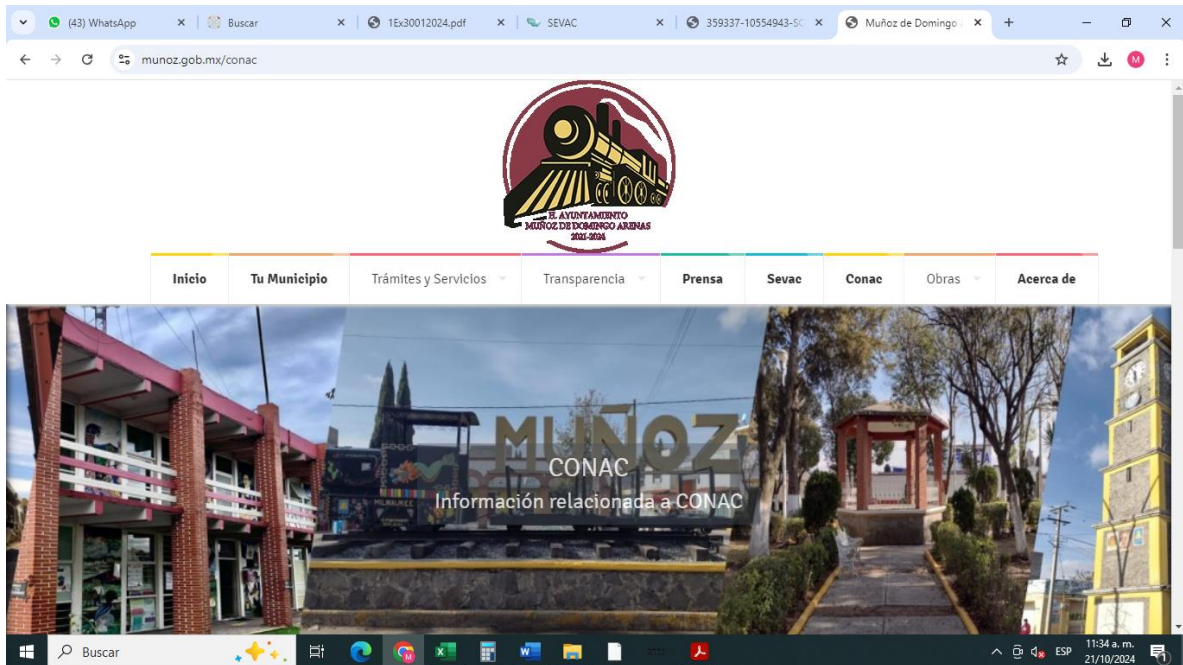 (43) WhatsApp
Buscar
1Ex30012024.pdf
SEVAC
359337-10554943-SC
Muñoz de Domingo
munoz.gob.mx/conac
M
H. AYUNTAMIENTO
MUÑOZ DE DOMINGO ARENAS
2021-2024
Inicio
Tu Municipio
Trámites y Servicios
Transparencia
Prensa
Sevac
Conac
Obras
Acerca de
MUÑOZ
CONAC
Información relacionada a CONAC
Buscar
ESP
11:34 a. m.
21/10/2024
1